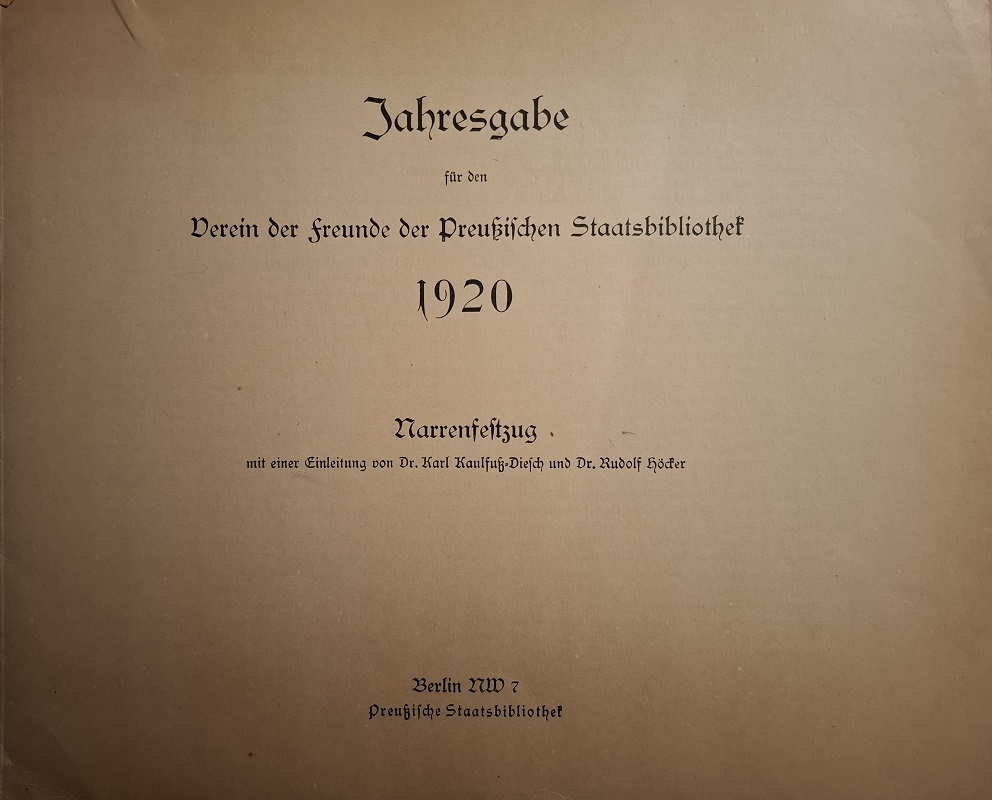 Jahresgabe
für den
Verein der Freunde der Preußischen Staatsbibliothek
1920
Narrenfestzug
mit einer Einleitung von Dr. Karl Kaulfuß-Diesch und Dr. Rudolf Höcker
Berlin NW 7
Preußische Staatsbibliothek